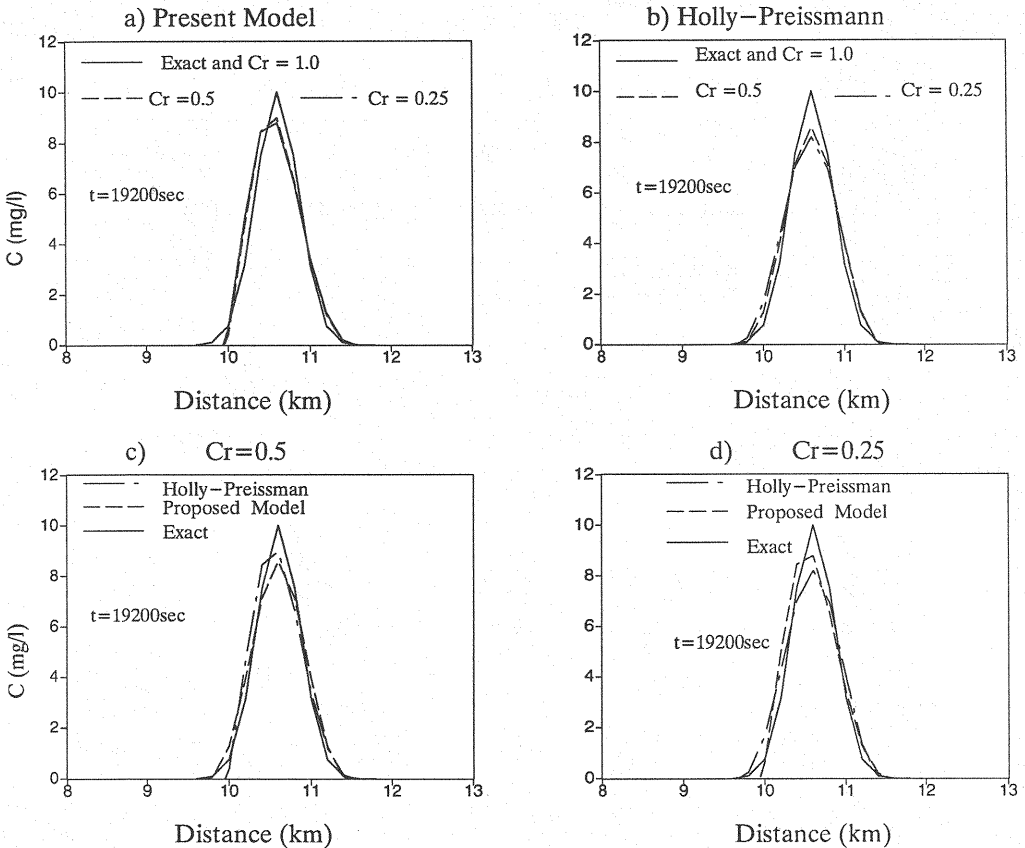 a) Present Model
12
10
8
6
4
2
0
C (mg/l)
Exact and Cr = 1.0
Cr =0.5
Cr = 0.25
t=19200sec
8 9 10 11 12 13
Distance (km)
b) Holly-Preissmann
12
10
8
6
4
2
0
Exact and Cr = 1.0
Cr =0.5
Cr = 0.25
t=19200sec
8 9 10 11 12 13
Distance (km)
c) Cr=0.5
12
10
8
6
4
2
0
C (mg/l)
Holly-Preissman
Proposed Model
Exact
t=19200sec
8 9 10 11 12 13
Distance (km)
d) Cr=0.25
12
10
8
6
4
2
0
Holly-Preissman
Proposed Model
Exact
t=19200sec
8 9 10 11 12 13
Distance (km)